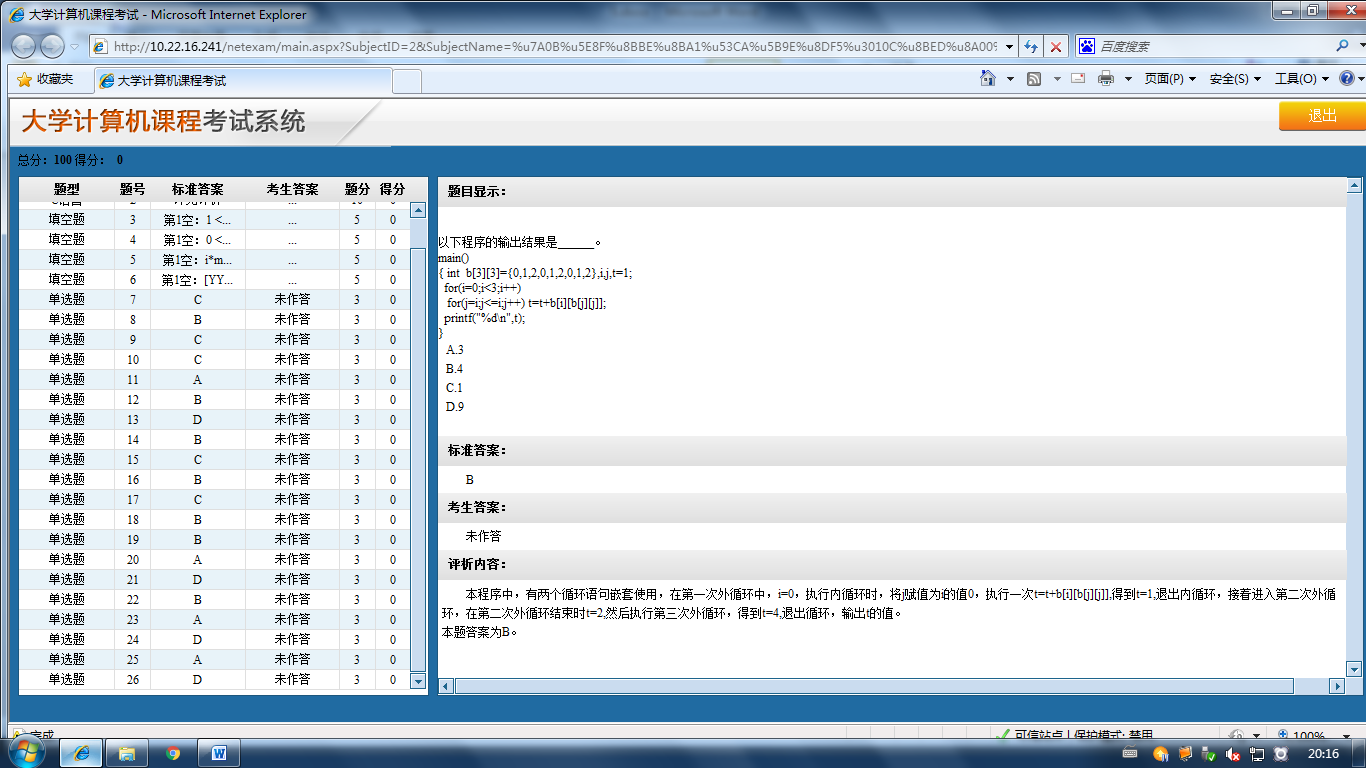 大学计算机课程考试 - Microsoft Internet Explorer
http://10.22.16.241/netexam/main.aspx?SubjectID=2&SubjectName=%u7A0B%u5E8F%u8BBE%u8BA1%u53CA%u5B9E%u8DF5%u3010C%u8BED%u8A00%
百度搜索
收藏夹
大学计算机课程考试
页面(P)
安全(S)
工具(O)
大学计算机课程考试系统
退出
总分：100 得分： 0
题型 题号 标准答案 考生答案 题分 得分
填空题 3 第1空：1 <... ... 5 0
填空题 4 第1空：0 <... ... 5 0
填空题 5 第1空：i*m... ... 5 0
填空题 6 第1空：[YY... ... 5 0
单选题 7 C 未作答 3 0
单选题 8 B 未作答 3 0
单选题 9 C 未作答 3 0
单选题 10 C 未作答 3 0
单选题 11 A 未作答 3 0
单选题 12 B 未作答 3 0
单选题 13 D 未作答 3 0
单选题 14 B 未作答 3 0
单选题 15 C 未作答 3 0
单选题 16 B 未作答 3 0
单选题 17 C 未作答 3 0
单选题 18 B 未作答 3 0
单选题 19 B 未作答 3 0
单选题 20 A 未作答 3 0
单选题 21 D 未作答 3 0
单选题 22 B 未作答 3 0
单选题 23 A 未作答 3 0
单选题 24 D 未作答 3 0
单选题 25 A 未作答 3 0
单选题 26 D 未作答 3 0
题目显示：
以下程序的输出结果是______。
main()
{ int b[3][3]={0,1,2,0,1,2,0,1,2},i,j,t=1;
for(i=0;i<3;i++)
for(j=i;j<=i;j++) t=t+b[i][b[j][j]];
printf("%d\n",t);
}
A.3
B.4
C.1
D.9
标准答案：
B
考生答案：
未作答
评析内容：
本程序中，有两个循环语句嵌套使用，在第一次外循环中，i=0，执行内循环时，将j赋值为i的值0，执行一次t=t+b[i][b[j][j]],得到t=1,退出内循环，接着进入第二次外循
环，在第二次外循环结束时t=2,然后执行第三次外循环，得到t=4,退出循环，输出t的值。
本题答案为B。
完成
可信站点 | 保护模式: 禁用
100%
20:16